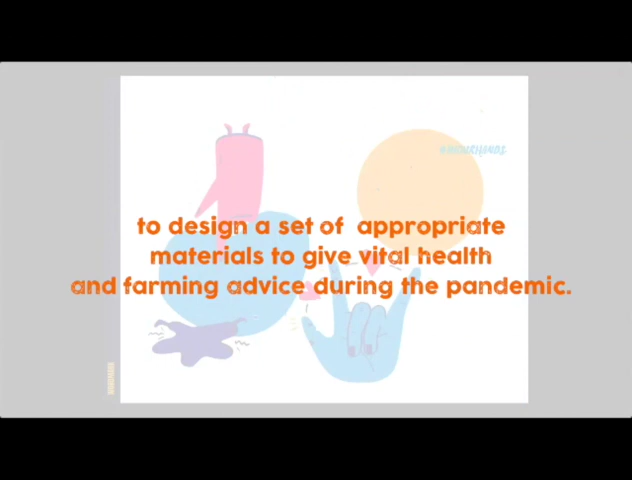 to design a set of appropriate
materials to give vital health
and farming advice during the pandemic.